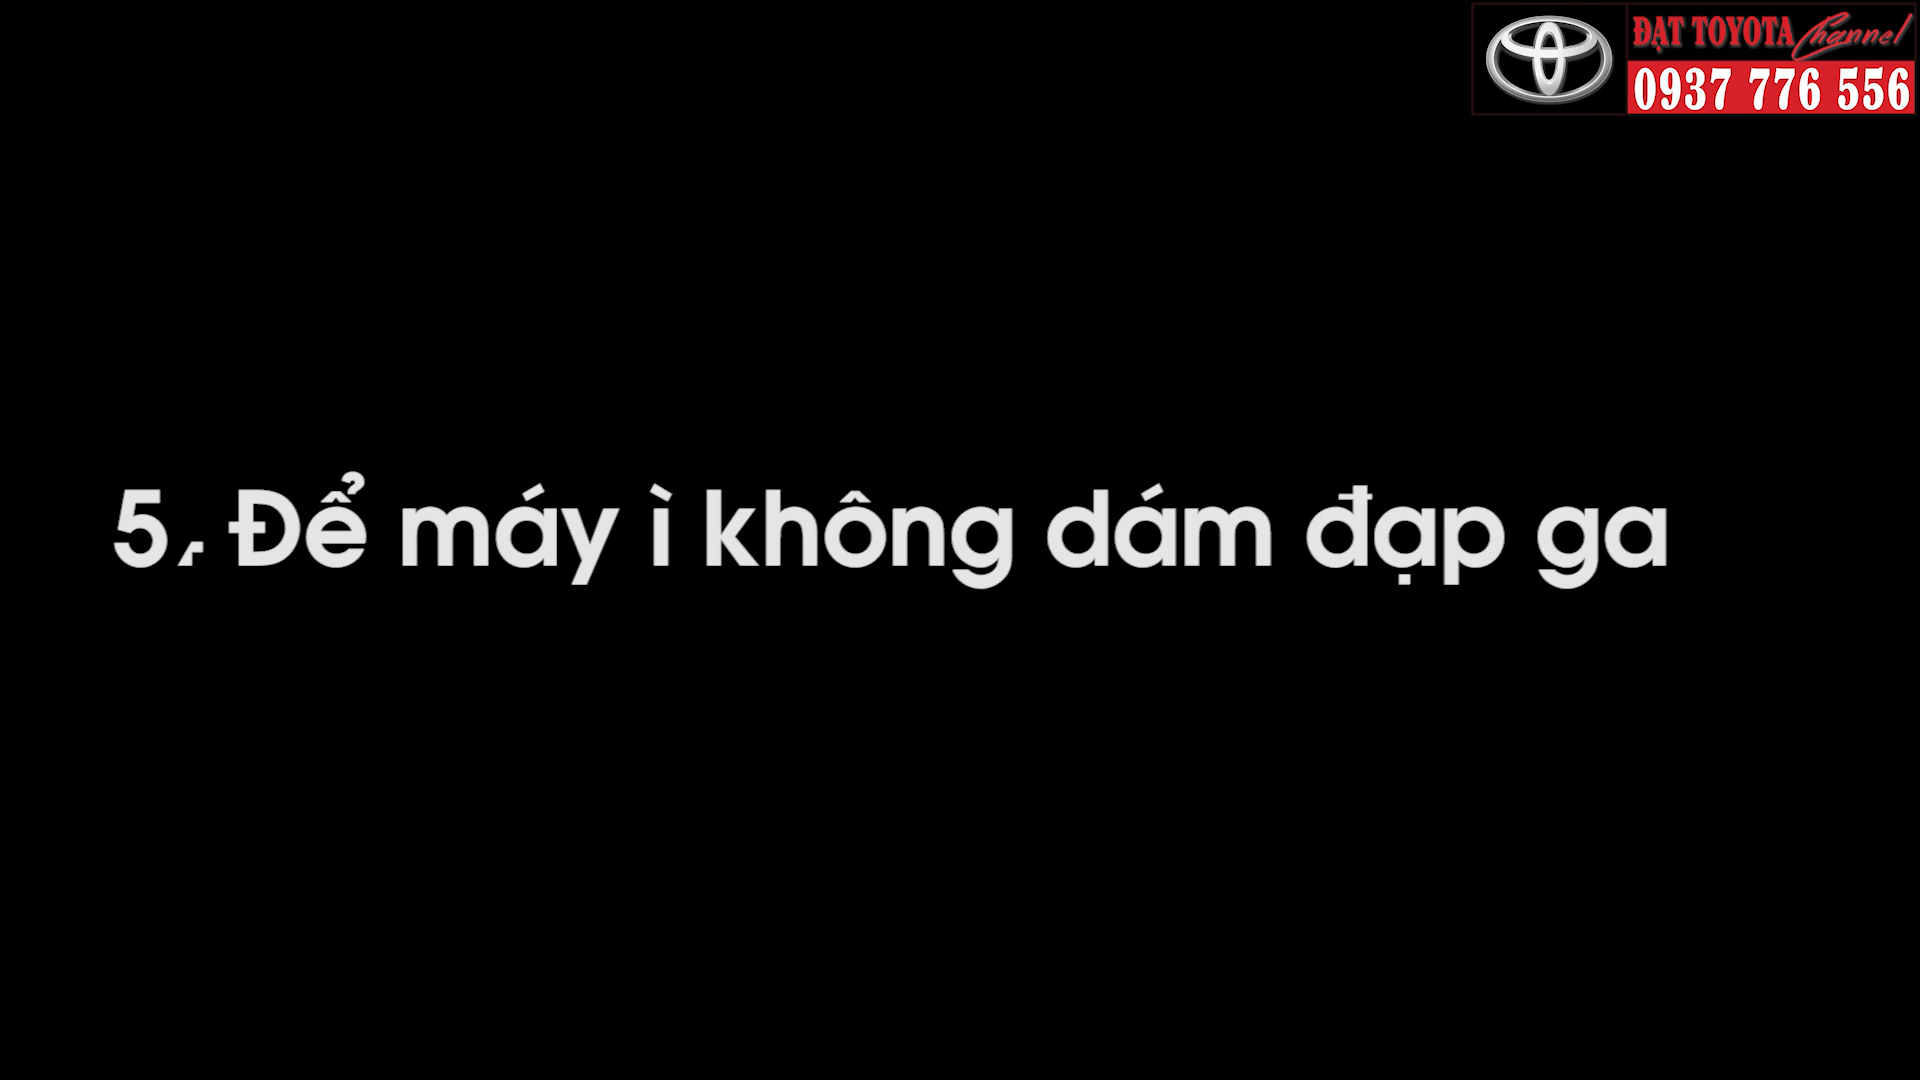 ĐẠT TOYOTA Channel
0937 776 556
5, Để máy ì không dám đạp ga